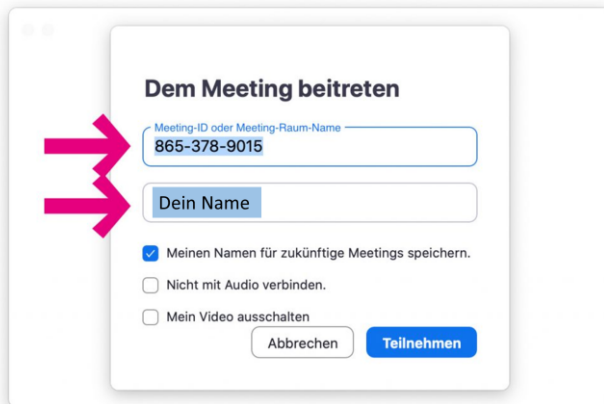 Dem Meeting beitreten
Meeting-ID oder Meeting-Raum-Name
865-378-9015
Dein Name
Meinen Namen für zukünftige Meetings speichern.
Nicht mit Audio verbinden.
Mein Video ausschalten
Abbrechen Teilnehmen